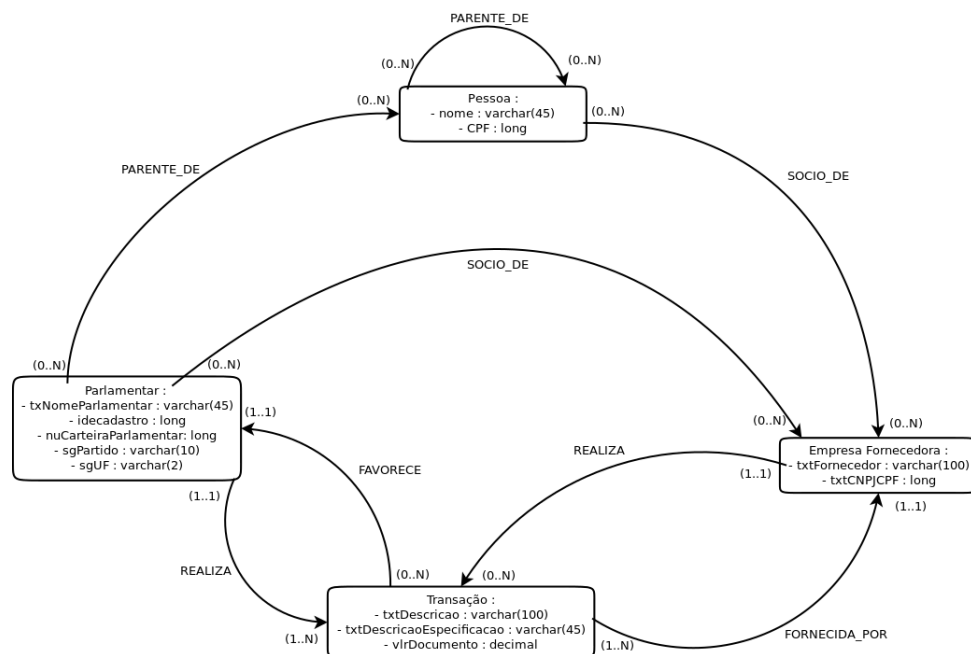 PARENTE_DE
(0..N)
(0..N)
(0..N)
(0..N)
Pessoa :
- nome : varchar(45)
- CPF : long
PARENTE_DE
SOCIO_DE
SOCIO_DE
(0..N)
(0..N)
Parlamentar :
- txNomeParlamentar : varchar(45)
- idecadastro : long
- nuCarteiraParlamentar: long
- sgPartido : varchar(10)
- sgUF : varchar(2)
(1..1)
(0..N)
(0..N)
Empresa Fornecedora :
- txtFornecedor : varchar(100)
- txtCNPJCPF : long
REALIZA
FAVORECE
(1..1)
(1..1)
(1..1)
REALIZA
(0..N)
(0..N)
Transação :
- txtDescricao : varchar(100)
- txtDescricaoEspecificacao : varchar(45)
- vlrDocumento : decimal
(1..N)
(1..N)
FORNECIDA_POR